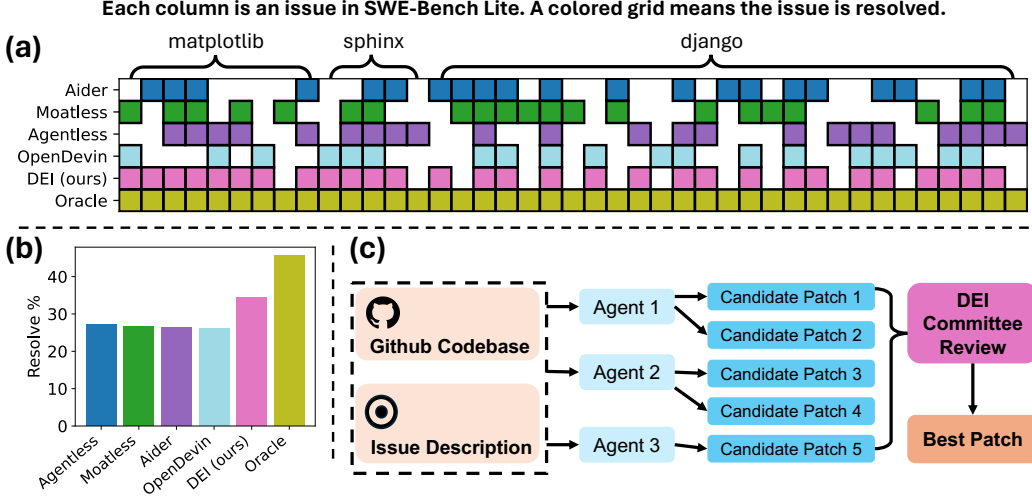 Each column is an issue in SWE-Bench Lite. A colored grid means the issue is resolved.
(a)
matplotlib
sphinx
django
Aider
Moatless
Agentless
OpenDevin
DEI (ours)
Oracle
(b)
Resolve %
40
30
20
10
0
Agentless
Moatless
Aider
OpenDevin
DEI (ours)
Oracle
(c)
Github Codebase
Issue Description
Agent 1
Agent 2
Agent 3
Candidate Patch 1
Candidate Patch 2
Candidate Patch 3
Candidate Patch 4
Candidate Patch 5
DEI
Committee
Review
Best Patch